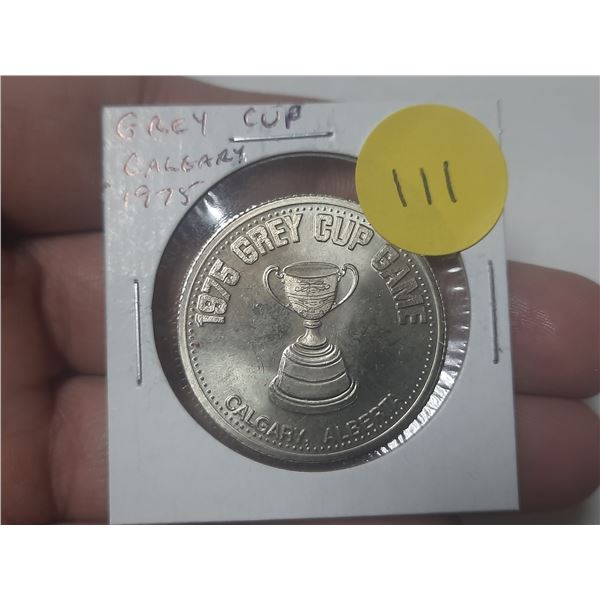 GREY CUP
CALGARY
1975
111
1975 GREY CUP GAME
CALGARY, ALBERTA